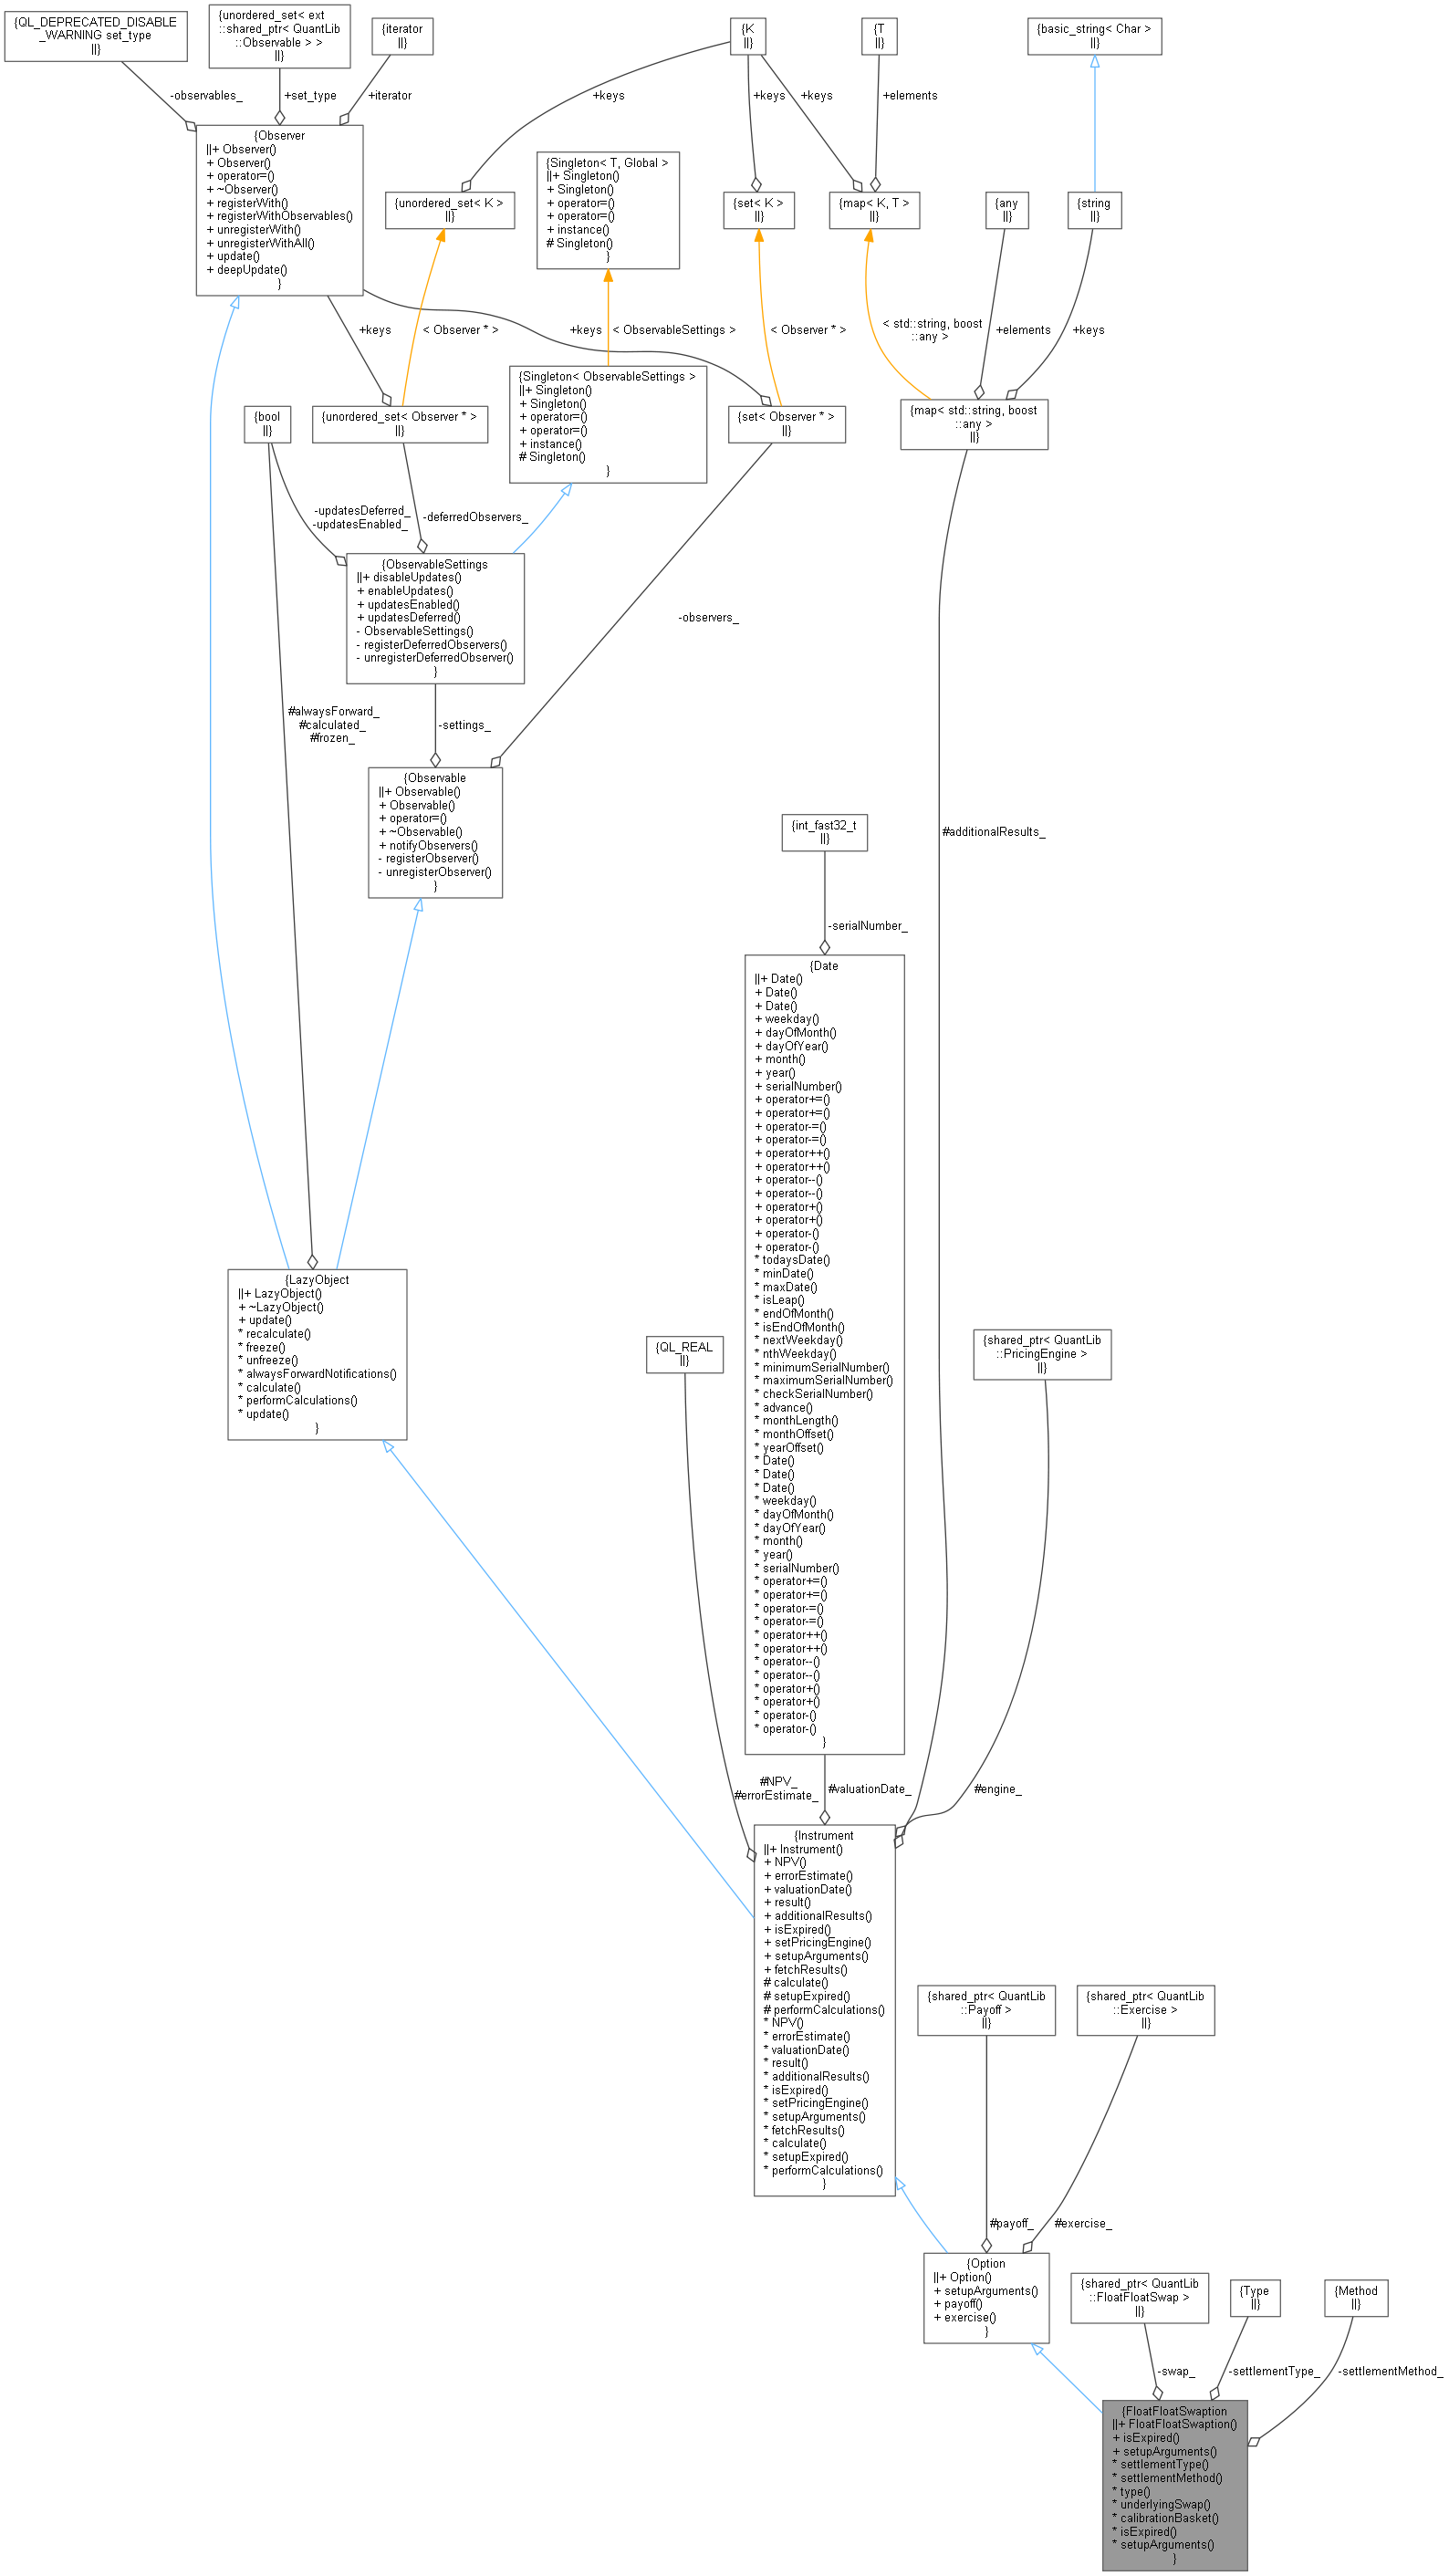 {QL_DEPRECATED_DISABLE
_WARNING set_type
||}
{unordered_set< ext
::shared_ptr< QuantLib
::Observable > >
||}
{iterator
||}
{K
||}
{T
||}
{basic_string< Char >
||}
-observables_
+set_type
+iterator
+keys
+keys
+keys
+elements
{Observer
||+ Observer()
+ Observer()
+ operator=()
+ ~Observer()
+ registerWith()
+ registerWithObservables()
+ unregisterWith()
+ unregisterWithAll()
+ update()
+ deepUpdate()
}
{unordered_set< K >
||}
{Singleton< T, Global >
||+ Singleton()
+ Singleton()
+ operator=()
+ operator=()
+ instance()
# Singleton()
}
{set< K >
||}
{map< K, T >
||}
{any
||}
{string
||}
+keys
< Observer * >
+keys
< ObservableSettings >
< Observer * >
< std::string, boost
::any >
+elements
+keys
{bool
||}
{unordered_set< Observer * >
||}
{Singleton< ObservableSettings >
||+ Singleton()
+ Singleton()
+ operator=()
+ operator=()
+ instance()
# Singleton()
}
{set< Observer * >
||}
{map< std::string, boost
::any >
||}
-updatesDeferred_
-updatesEnabled_
-deferredObservers_
{ObservableSettings
||+ disableUpdates()
+ enableUpdates()
+ updatesEnabled()
+ updatesDeferred()
- ObservableSettings()
- registerDeferredObservers()
- unregisterDeferredObserver()
}
-observers_
#alwaysForward_
#calculated_
#frozen_
-settings_
{Observable
||+ Observable()
+ Observable()
+ operator=()
+ ~Observable()
+ notifyObservers()
- registerObserver()
- unregisterObserver()
}
{int_fast32_t
||}
#additionalResults_
-serialNumber_
{Date
||+ Date()
+ Date()
+ Date()
+ weekday()
+ dayOfMonth()
+ dayOfYear()
+ month()
+ year()
+ serialNumber()
+ operator+=()
+ operator+=()
+ operator-=()
+ operator-=()
+ operator++()
+ operator++()
+ operator--()
+ operator--()
+ operator+()
+ operator+()
+ operator-()
+ operator-()
* todaysDate()
* minDate()
* maxDate()
* isLeap()
* endOfMonth()
* isEndOfMonth()
* nextWeekday()
* nthWeekday()
* minimumSerialNumber()
* maximumSerialNumber()
* checkSerialNumber()
* advance()
* monthLength()
* monthOffset()
* yearOffset()
* Date()
* Date()
* Date()
* weekday()
* dayOfMonth()
* dayOfYear()
* month()
* year()
* serialNumber()
* operator+=()
* operator+=()
* operator-=()
* operator-=()
* operator++()
* operator++()
* operator--()
* operator--()
* operator+()
* operator+()
* operator-()
* operator-()
}
{LazyObject
||+ LazyObject()
+ ~LazyObject()
+ update()
* recalculate()
* freeze()
* unfreeze()
* alwaysForwardNotifications()
* calculate()
* performCalculations()
* update()
}
{QL_REAL
||}
{shared_ptr< QuantLib
::PricingEngine >
||}
#NPV_
#errorEstimate_
#valuationDate_
#engine_
{Instrument
||+ Instrument()
+ NPV()
+ errorEstimate()
+ valuationDate()
+ result()
+ additionalResults()
+ isExpired()
+ setPricingEngine()
+ setupArguments()
+ fetchResults()
# calculate()
# setupExpired()
# performCalculations()
* NPV()
* errorEstimate()
* valuationDate()
* result()
* additionalResults()
* isExpired()
* setPricingEngine()
* setupArguments()
* fetchResults()
* calculate()
* setupExpired()
* performCalculations()
}
{shared_ptr< QuantLib
::Payoff >
||}
{shared_ptr< QuantLib
::Exercise >
||}
#payoff_
#exercise_
{Option
||+ Option()
+ setupArguments()
+ payoff()
+ exercise()
}
{shared_ptr< QuantLib
::FloatFloatSwap >
||}
{Type
||}
{Method
||}
-swap_
-settlementType_
-settlementMethod_
{FloatFloatSwaption
||+ FloatFloatSwaption()
+ isExpired()
+ setupArguments()
* settlementType()
* settlementMethod()
* type()
* underlyingSwap()
* calibrationBasket()
* isExpired()
* setupArguments()
}